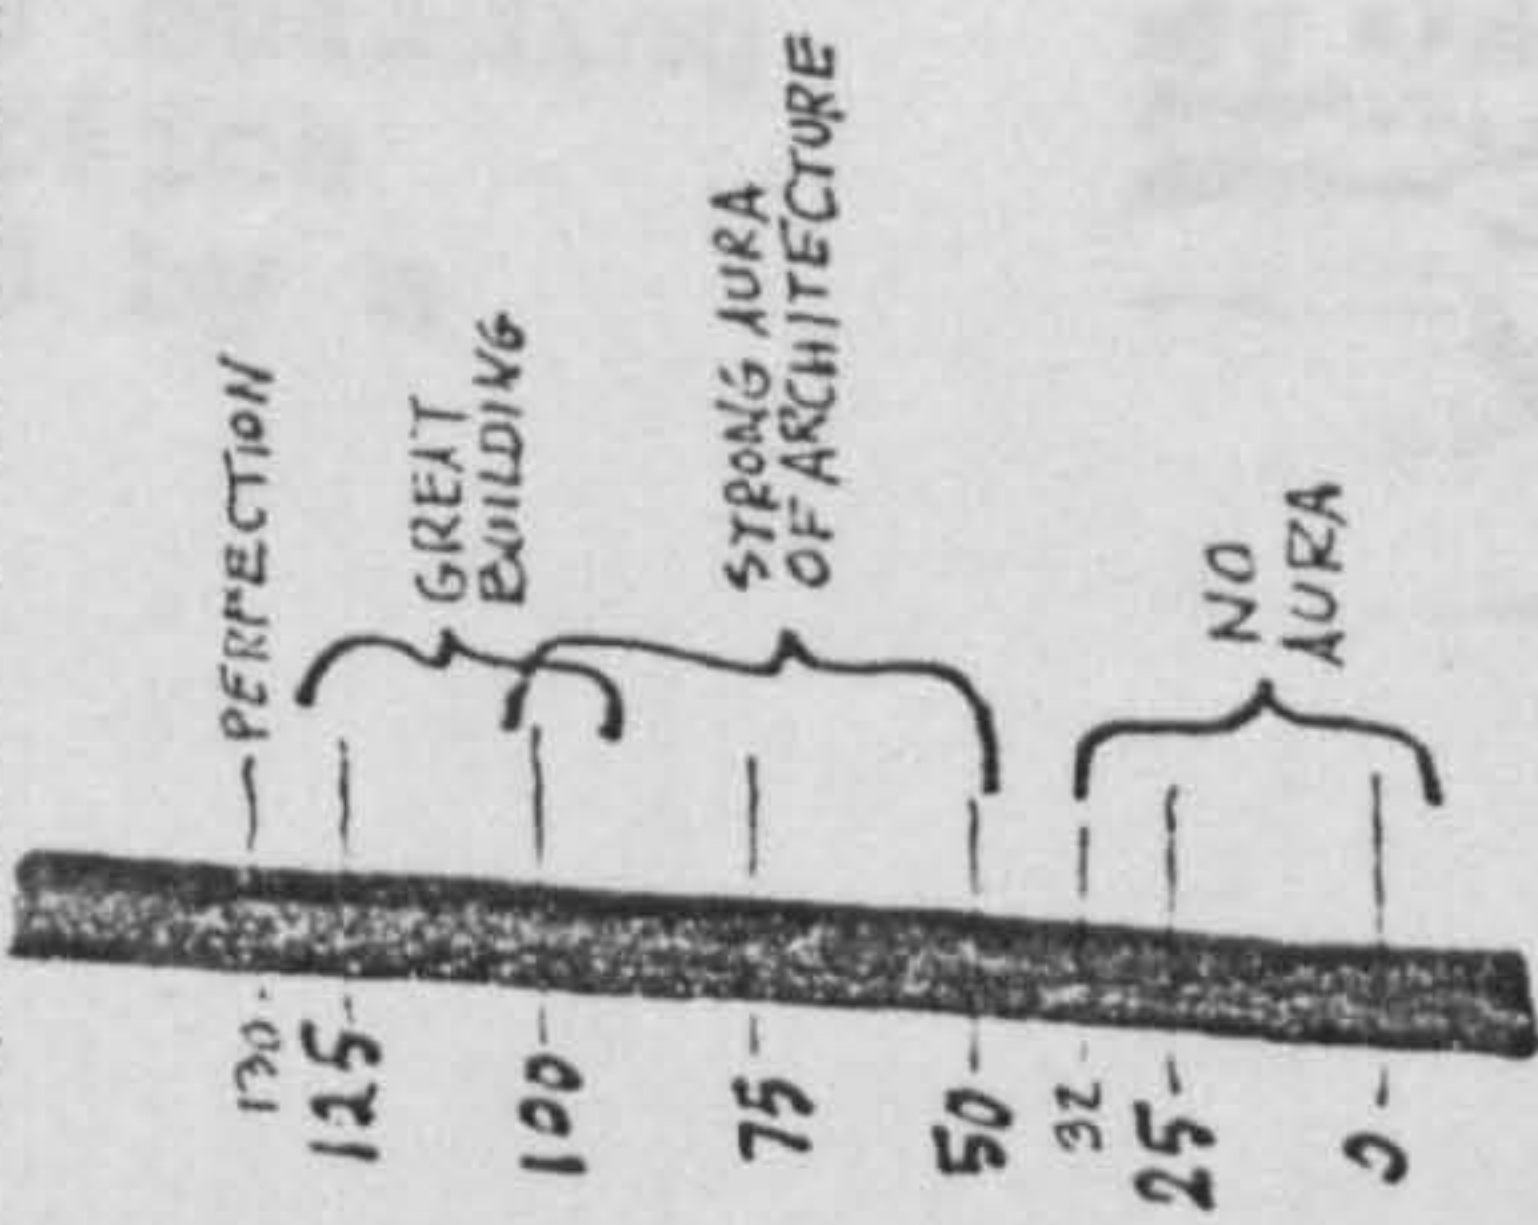 130 - — PERFECTION
125 - —
GREAT
BUILDING
100 - —
75 - —
STRONG AURA
OF ARCHITECTURE
50 - —
32 - —
25 - —
NO
AURA
0 - —